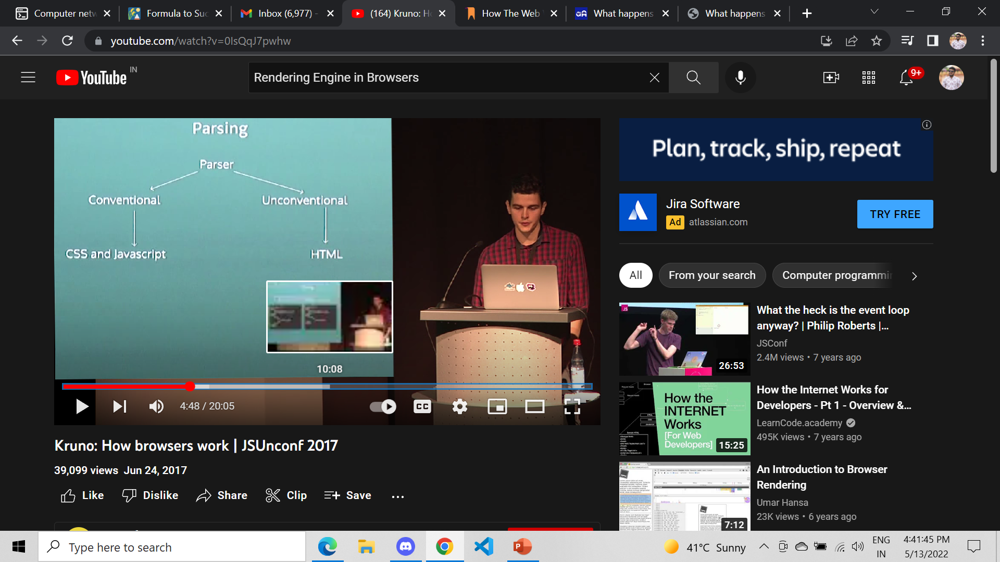 Computer netw
Formula to Suc
Inbox (6,977) -
(164) Kruno: Ho
How The Web
What happens
What happens
youtube.com/watch?v=0IsQqJ7pwhw
YouTube IN
Rendering Engine in Browsers
9+
Parsing
Parser
Conventional
Unconventional
CSS and Javascript
HTML
10:08
4:48 / 20:05
CC
Kruno: How browsers work | JSUnconf 2017
39,099 views Jun 24, 2017
Like
Dislike
Share
Clip
Save
Plan, track, ship, repeat
Jira Software
Ad atlassian.com
TRY FREE
All
From your search
Computer programmin
JS
26:53
What the heck is the event loop
anyway? | Philip Roberts |...
JSConf
2.4M views • 7 years ago
How the
INTERNET
Works
[For Web
Developers]
15:25
How the Internet Works for
Developers - Pt 1 - Overview &...
LearnCode.academy
495K views • 7 years ago
7:12
An Introduction to Browser
Rendering
Umar Hansa
23K views • 6 years ago
Type here to search
41°C Sunny
ENG
IN
4:41:45 PM
5/13/2022